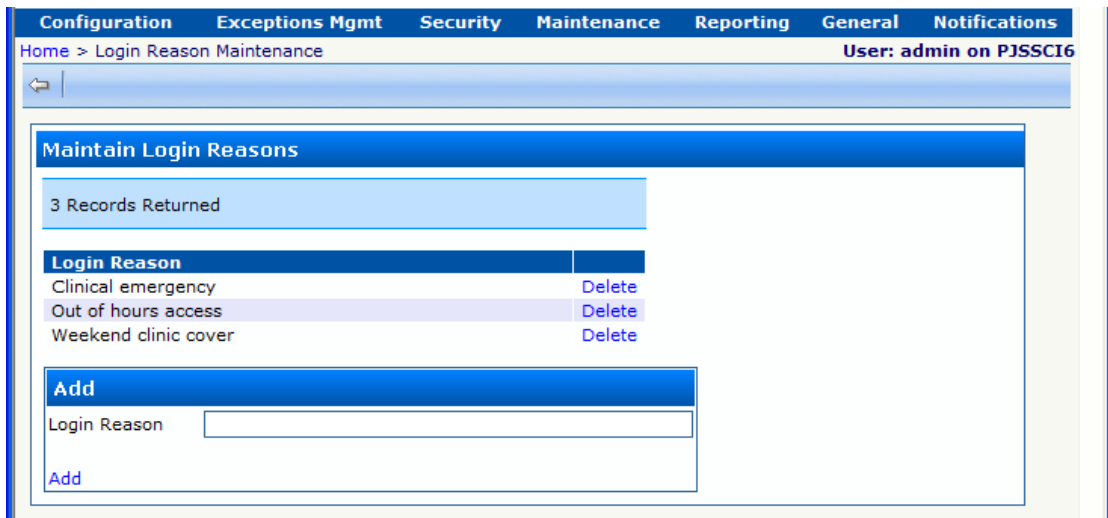 Configuration Exceptions Mgmt Security Maintenance Reporting General Notifications
Home > Login Reason Maintenance User: admin on PJSSCI6
Maintain Login Reasons
3 Records Returned
Login Reason
Clinical emergency Delete
Out of hours access Delete
Weekend clinic cover Delete
Add
Login Reason
Add